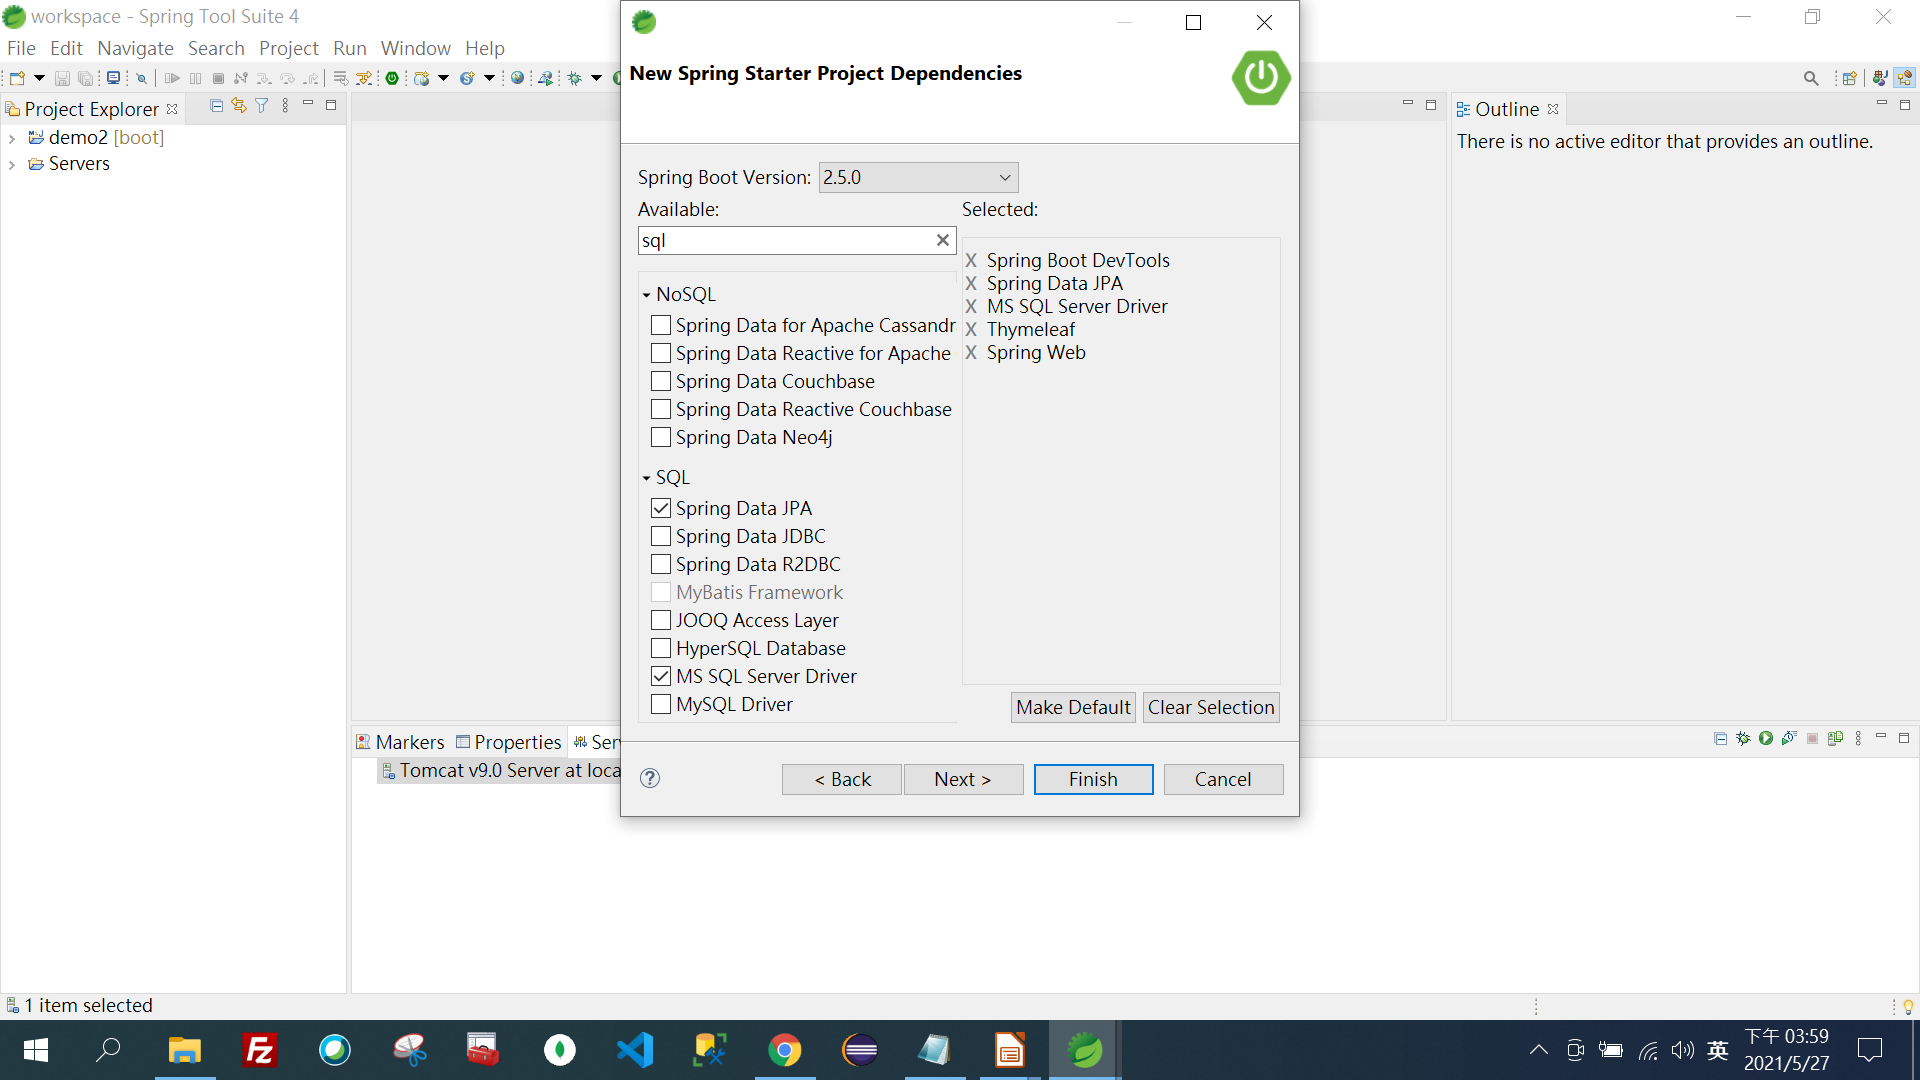 workspace - Spring Tool Suite 4
File Edit Navigate Search Project Run Window Help
Project Explorer
demo2 [boot]
Servers
New Spring Starter Project Dependencies
Spring Boot Version: 2.5.0
Available:
sql
NoSQL
Spring Data for Apache Cassandr
Spring Data Reactive for Apache
Spring Data Couchbase
Spring Data Reactive Couchbase
Spring Data Neo4j
SQL
Spring Data JPA
Spring Data JDBC
Spring Data R2DBC
MyBatis Framework
JOOQ Access Layer
HyperSQL Database
MS SQL Server Driver
MySQL Driver
Selected:
X Spring Boot DevTools
X Spring Data JPA
X MS SQL Server Driver
X Thymeleaf
X Spring Web
Make Default Clear Selection
< Back Next > Finish Cancel
Outline
There is no active editor that provides an outline.
Markers Properties Ser
Tomcat v9.0 Server at loca
1 item selected
Fz
英
下午 03:59
2021/5/27